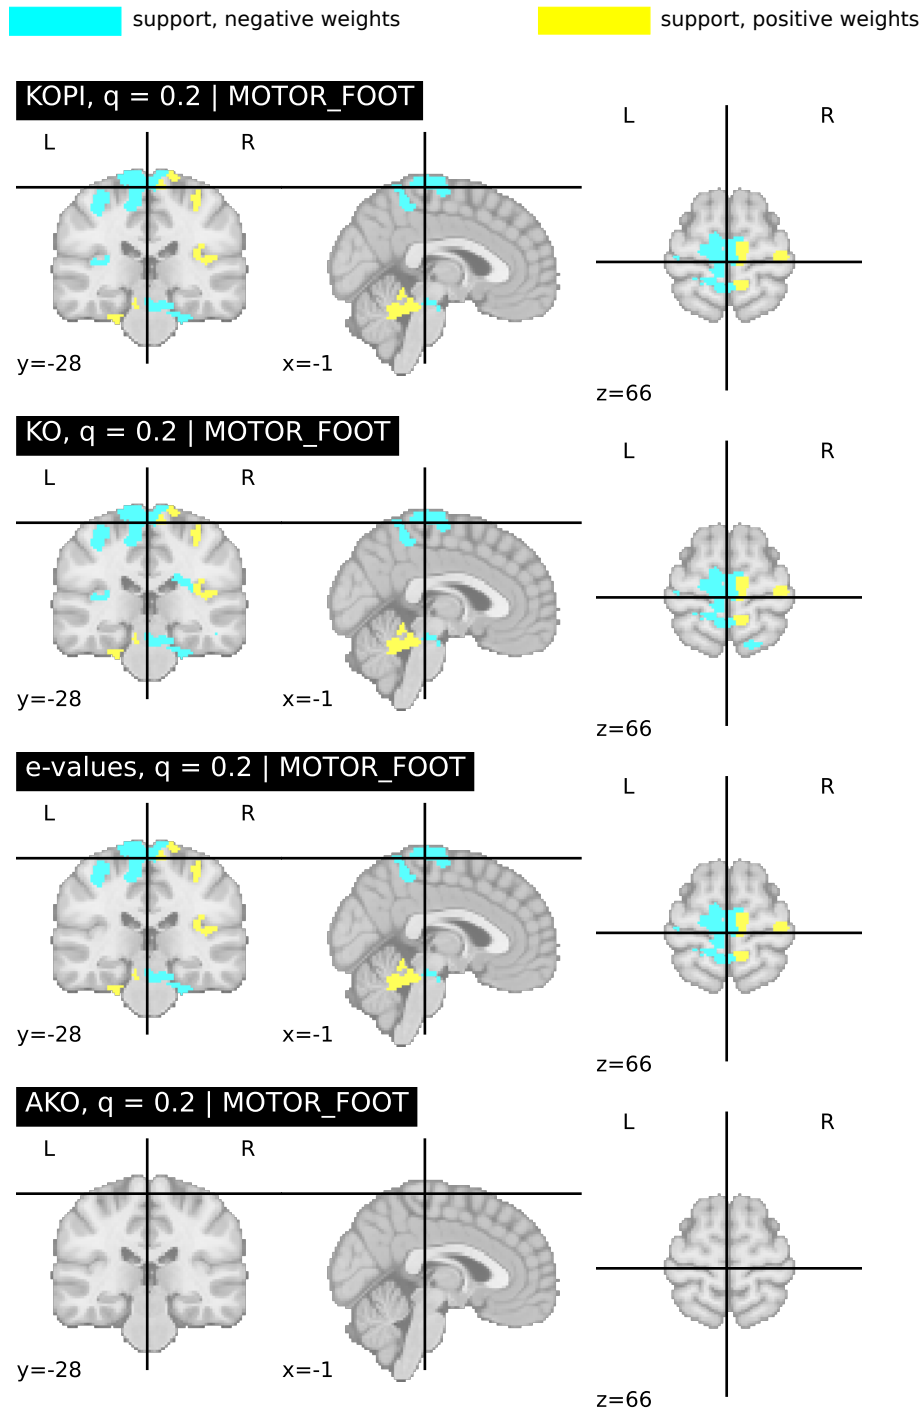 support, negative weights
support, positive weights
KOPI, q = 0.2 | MOTOR_FOOT
L
R
L
R
y=-28
x=-1
z=66
KO, q = 0.2 | MOTOR_FOOT
L
R
L
R
y=-28
x=-1
z=66
e-values, q = 0.2 | MOTOR_FOOT
L
R
L
R
y=-28
x=-1
z=66
AKO, q = 0.2 | MOTOR_FOOT
L
R
L
R
y=-28
x=-1
z=66